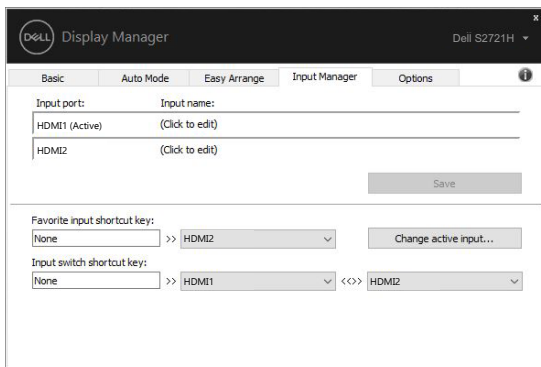 x
DELL Display Manager Dell S2721H
Basic Auto Mode Easy Arrange Input Manager Options i
Input port: Input name:
HDMI1 (Active) (Click to edit)
HDMI2 (Click to edit)
Save
Favorite input shortcut key:
None >> HDMI2 Change active input...
Input switch shortcut key:
None >> HDMI1 <<>> HDMI2